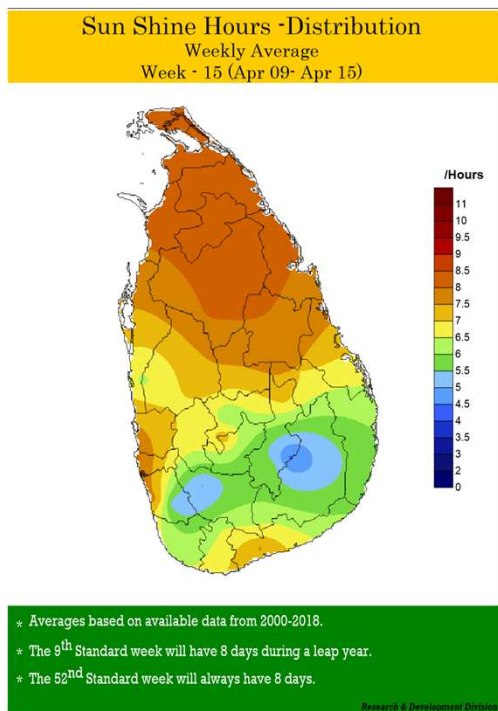 Sun Shine Hours -Distribution
Weekly Average
Week - 15 (Apr 09- Apr 15)
/Hours
11
10
9.5
9
8.5
8
7.5
7
6.5
6
5.5
5
4.5
4
3.5
3
2
0
* Averages based on available data from 2000-2018.
* The 9th Standard week will have 8 days during a leap year.
* The 52nd Standard week will always have 8 days.
Research & Development Division